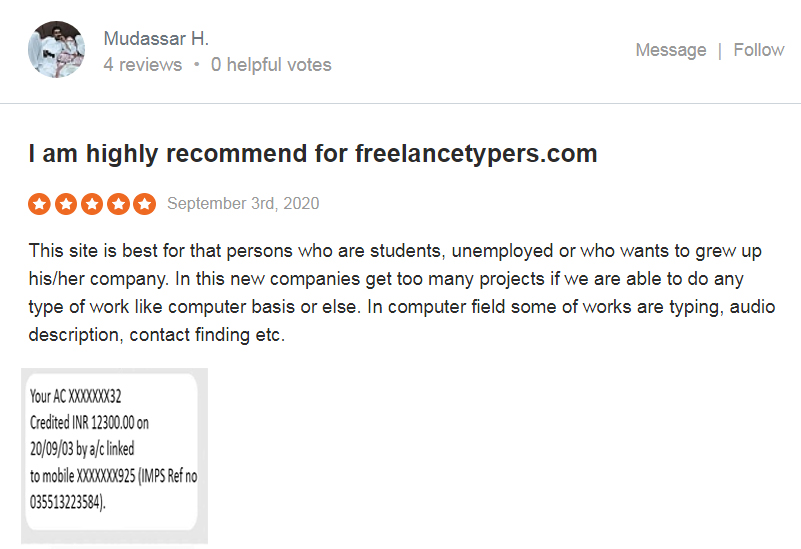 Mudassar H.
4 reviews • 0 helpful votes
Message | Follow
I am highly recommend for freelancetypers.com
September 3rd, 2020
This site is best for that persons who are students, unemployed or who wants to grew up
his/her company. In this new companies get too many projects if we are able to do any
type of work like computer basis or else. In computer field some of works are typing, audio
description, contact finding etc.
Your AC XXXXXXX32
Credited INR 12300.00 on
20/09/03 by a/c linked
to mobile XXXXXXX925 (IMPS Ref no
035513223584).